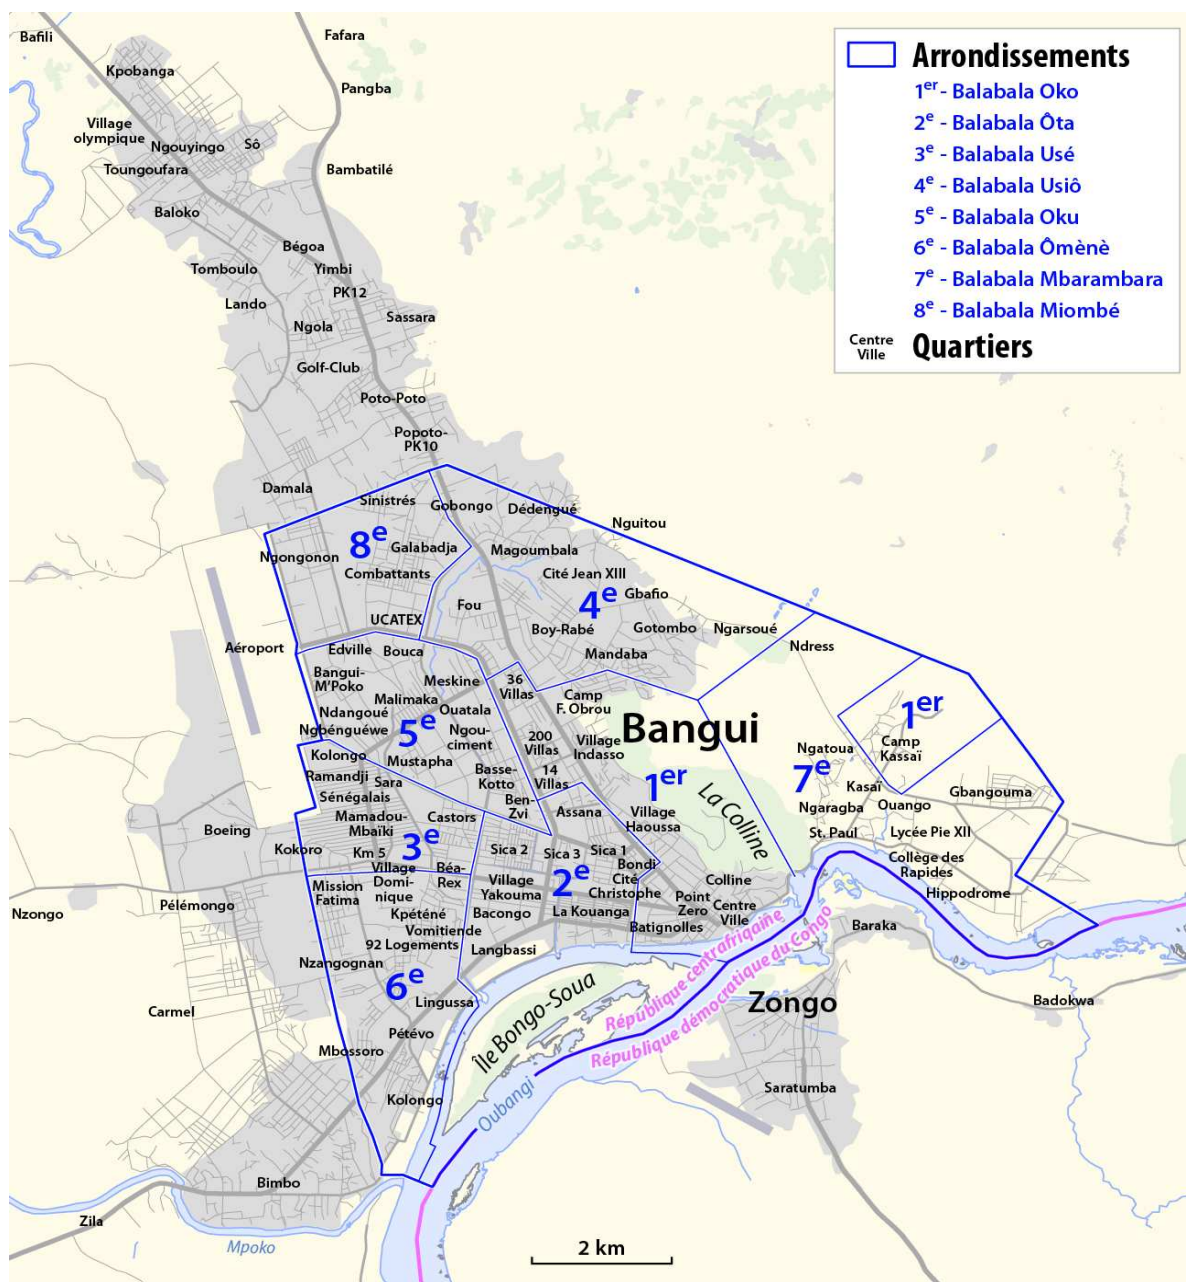 Bafili
Fafara
Kpobanga
Pangba
Village
olympique
Ngouyingo
Sô
Toungoufara
Bambatilé
Baloko
Bégoa
Tomboulo
Yimbi
PK12
Lando
Sassara
Ngola
Golf-Club
Poto-Poto
Popoto-
PK10
Arrondissements
1er - Balabala Oko
2e - Balabala Ôta
3e - Balabala Usé
4e - Balabala Usiô
5e - Balabala Oku
6e - Balabala Ômènè
7e - Balabala Mbarambara
8e - Balabala Miombé
Centre
Ville
Quartiers
Damala
Sinistrés
Gobongo
Dédengué
Nguitou
8e
Ngongonon
Galabadja
Magoumbala
Combattants
Cité Jean XIII
4e
Gbafio
Fou
UCATEX
Boy-Rabé
Gotombo
Ngarsoué
Aéroport
Edville
Bouca
Mandaba
Ndress
Bangui-
M'Poko
Meskine
36
Villas
Malimaka
Camp
F. Obrou
Ndangoué
Ouatala
Bangui
1er
Ngbénguéwe
5e
Ngou-
ciment
200
Villas
Village
Indasso
Ngatoua
Camp
Kassaï
Kolongo
Mustapha
7e
Ramandji
Sara
Basse-
Kotto
14
Villas
1er
La Colline
Kasaï
Gbangouma
Sénégalais
Ben-
Zvi
Assana
Village
Haoussa
Ngaragba
Ouango
Mamadou-
Mbaïki
Castors
St. Paul
Lycée Pie XII
Boeing
Kokoro
Km 5
3e
Sica 2
Sica 3
Sica 1
Collège des
Rapides
Village
Domi-
nique
Béa-
Rex
Bondi
Cité
Christophe
Colline
Mission
Fatima
Village
Yakouma
2e
Point
Zero
Centre
Ville
Hippodrome
Nzongo
Pélémongo
Kpéténé
Bacongo
La Kouanga
Vomitiende
Batignolles
Baraka
92 Logements
Langbassi
Nzangognan
6e
Lingussa
Île Bongo-Soua
République centrafriqaine
République démocratique du Congo
Zongo
Badokwa
Carmel
Pétévo
Mbossoro
Kolongo
Oubangi
Saratumba
Bimbo
Zila
Mpoko
2 km